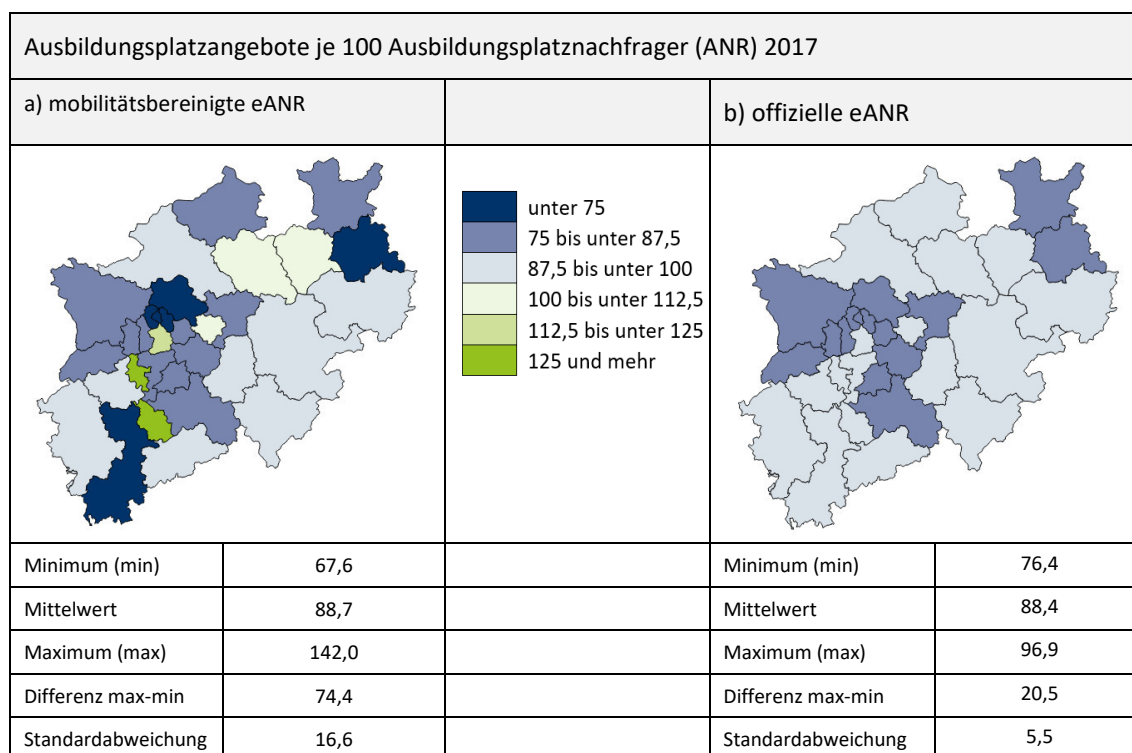 Ausbildungsplatzangebote je 100 Ausbildungsplatznachfrager (ANR) 2017
a) mobilitätsbereinigte eANR
b) offizielle eANR
unter 75
75 bis unter 87,5
87,5 bis unter 100
100 bis unter 112,5
112,5 bis unter 125
125 und mehr
Minimum (min) 67,6 Minimum (min) 76,4
Mittelwert 88,7 Mittelwert 88,4
Maximum (max) 142,0 Maximum (max) 96,9
Differenz max-min 74,4 Differenz max-min 20,5
Standardabweichung 16,6 Standardabweichung 5,5